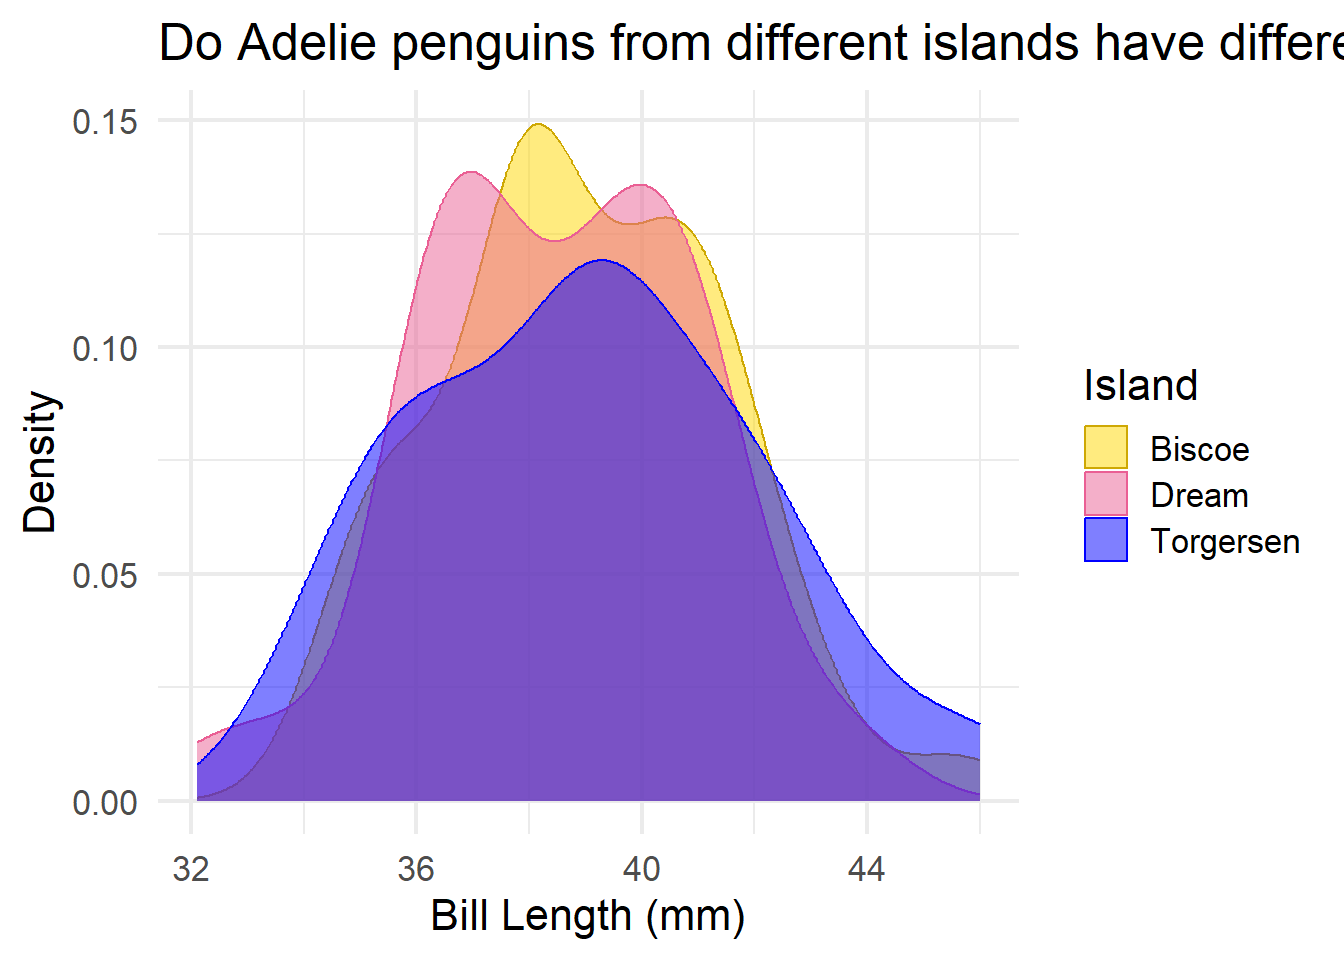 Do Adelie penguins from different islands have differe
0.15
0.10
0.05
0.00
Density
32 36 40 44
Bill Length (mm)
Island
Biscoe
Dream
Torgersen